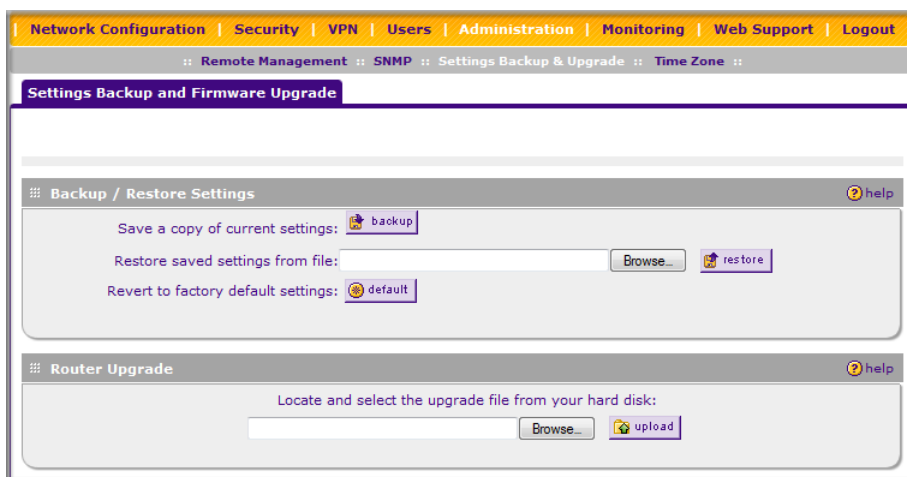 | Network Configuration | Security | VPN | Users | Administration | Monitoring | Web Support | Logout
:: Remote Management :: SNMP :: Settings Backup & Upgrade :: Time Zone ::
Settings Backup and Firmware Upgrade
Backup / Restore Settings ? help
Save a copy of current settings: backup
Restore saved settings from file: Browse... restore
Revert to factory default settings: default
Router Upgrade ? help
Locate and select the upgrade file from your hard disk:
Browse... upload